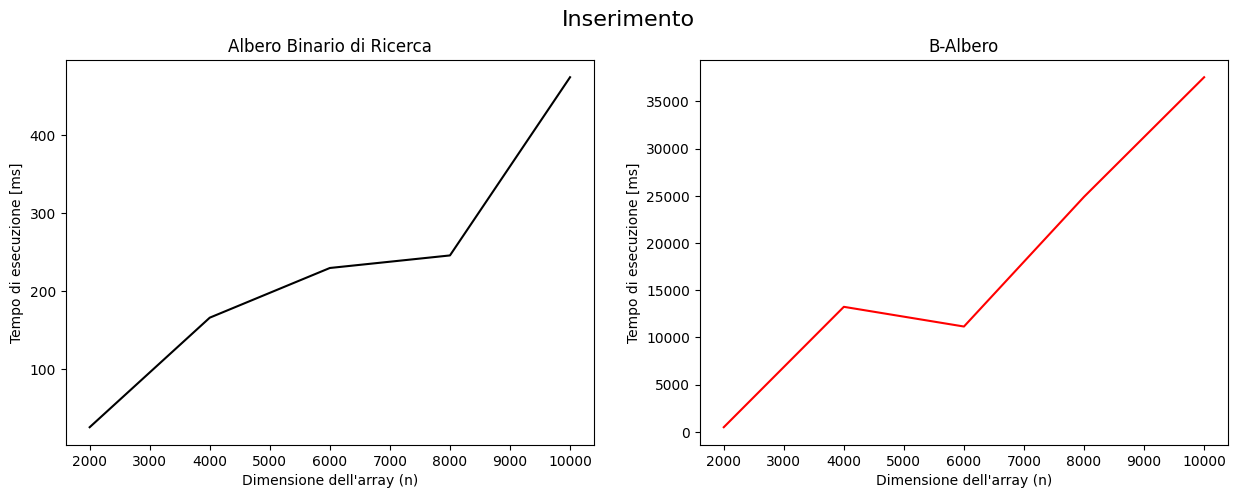 Inserimento
Albero Binario di Ricerca
Tempo di esecuzione [ms]
400
300
200
100
2000 3000 4000 5000 6000 7000 8000 9000 10000
Dimensione dell'array (n)
B-Albero
Tempo di esecuzione [ms]
35000
30000
25000
20000
15000
10000
5000
0
2000 3000 4000 5000 6000 7000 8000 9000 10000
Dimensione dell'array (n)